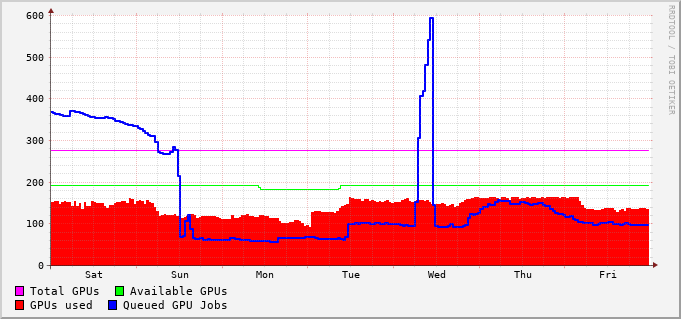 RRDTOOL / TOBI OETIKER
600
500
400
300
200
100
0
Sat Sun Mon Tue Wed Thu Fri
Total GPUs Available GPUs
GPUs used Queued GPU Jobs